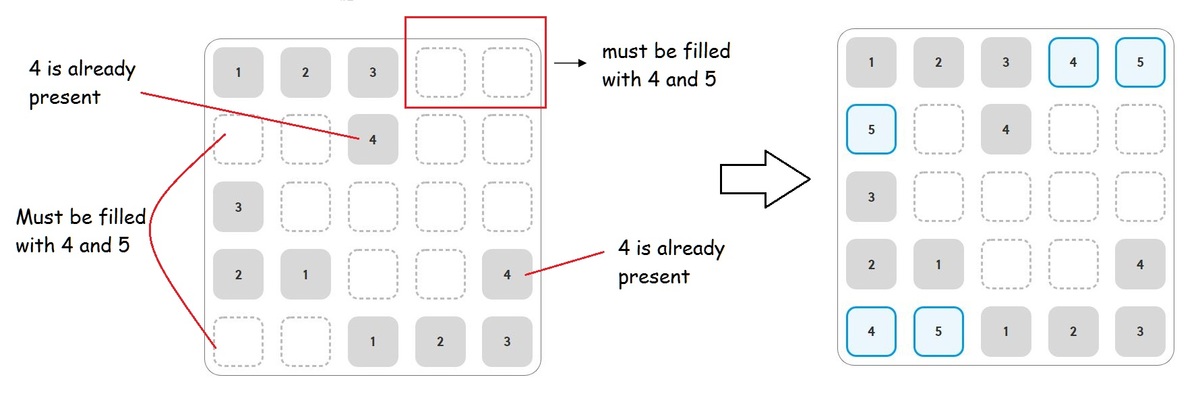 4 is already
present
must be filled
with 4 and 5
Must be filled
with 4 and 5
4 is already
present
1 2 3
4
3
2 1 4
1 2 3
1 2 3 4 5
5 4
3
2 1 4
4 5 1 2 3